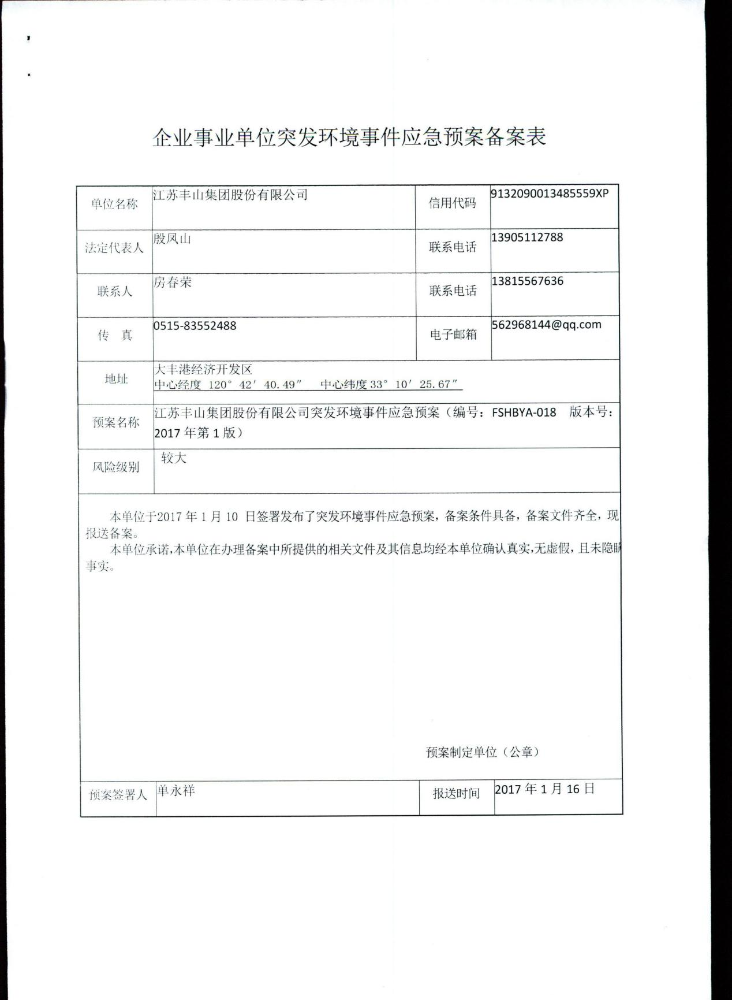 企业事业单位突发环境事件应急预案备案表
单位名称 江苏丰山集团股份有限公司 信用代码 9132090013485559XP
法定代表人 殷凤山 联系电话 13905112788
联系人 房春荣 联系电话 13815567636
传 真 0515-83552488 电子邮箱 562968144@qq.com
地址 大丰港经济开发区
中心经度 120° 42′ 40.49″ 中心纬度33° 10′ 25.67″
预案名称 江苏丰山集团股份有限公司突发环境事件应急预案（编号：FSHBYA-018 版本号：
2017 年第 1 版）
风险级别 较大
本单位于2017 年 1 月 10 日签署发布了突发环境事件应急预案，备案条件具备，备案文件齐全，现
报送备案。
本单位承诺,本单位在办理备案中所提供的相关文件及其信息均经本单位确认真实,无虚假，且未隐瞒
事实。
预案制定单位（公章）
预案签署人 单永祥 报送时间 2017 年 1 月 16 日